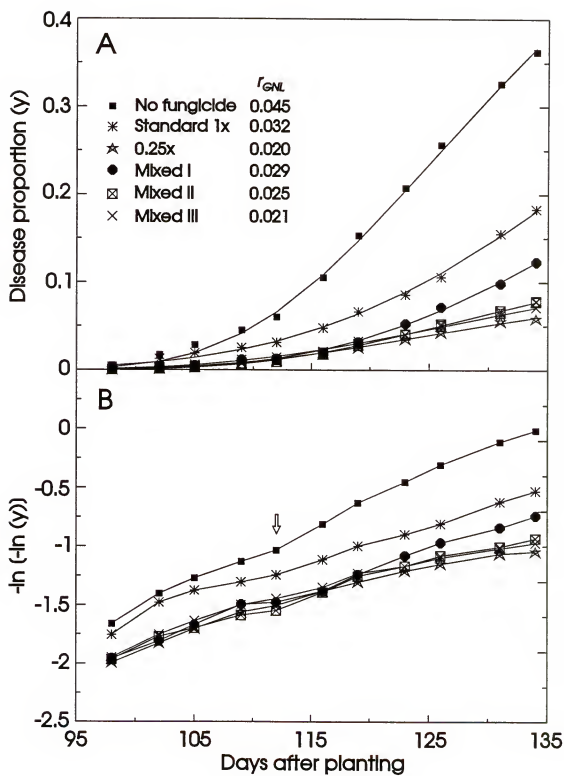 0.4
A
r_GNL
No fungicide 0.045
Standard 1x 0.032
0.25x 0.020
Mixed I 0.029
Mixed II 0.025
Mixed III 0.021
0.3
0.2
0.1
0
Disease proportion (y)
B
0
-0.5
-1
-1.5
-2
-2.5
-ln [-ln (y)]
95 105 115 125 135
Days after planting